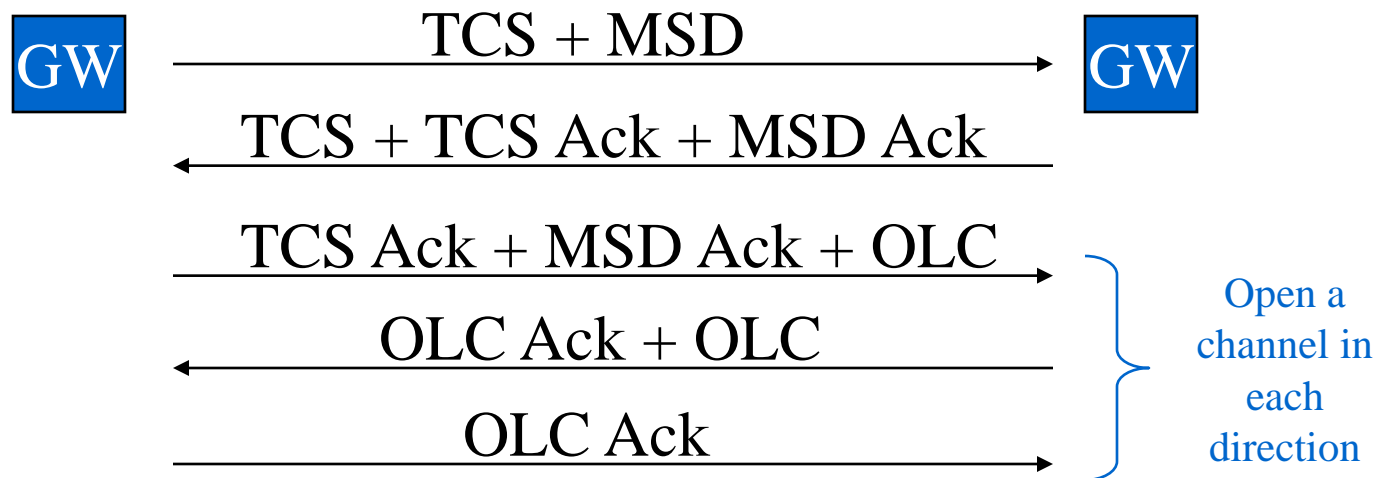 GW
TCS + MSD
GW
TCS + TCS Ack + MSD Ack
TCS Ack + MSD Ack + OLC
OLC Ack + OLC
OLC Ack
Open a
channel in
each
direction